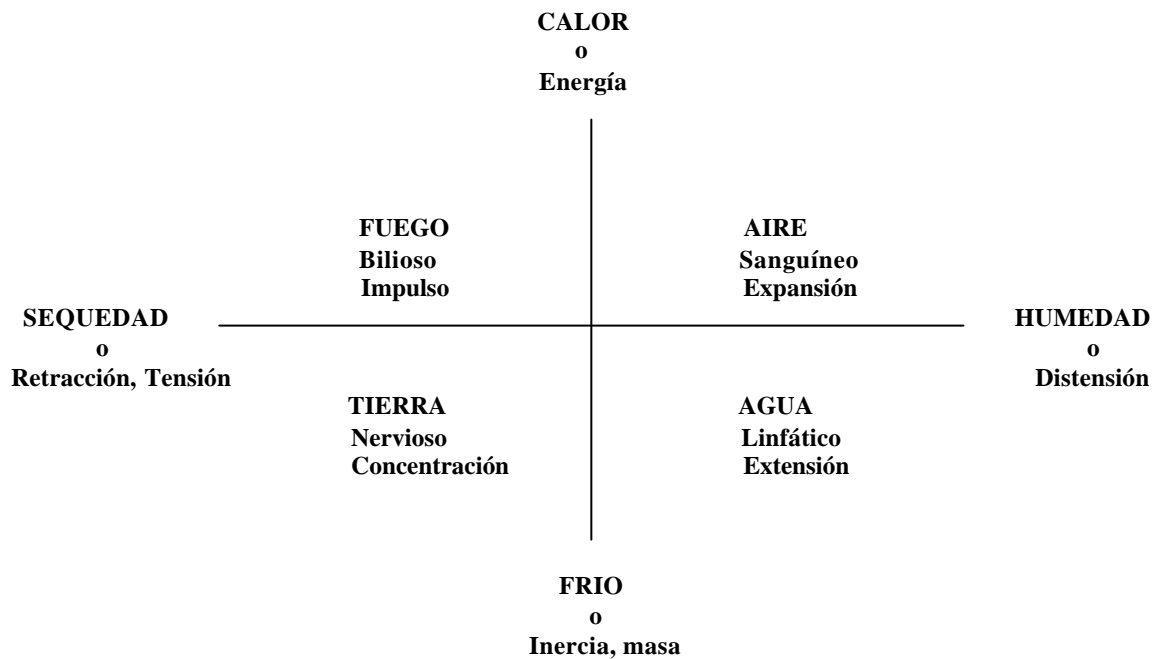 CALOR
o
Energía
FUEGO
Bilioso
Impulso
AIRE
Sanguíneo
Expansión
SEQUEDAD
o
Retracción, Tensión
HUMEDAD
o
Distensión
TIERRA
Nervioso
Concentración
AGUA
Linfático
Extensión
FRIO
o
Inercia, masa